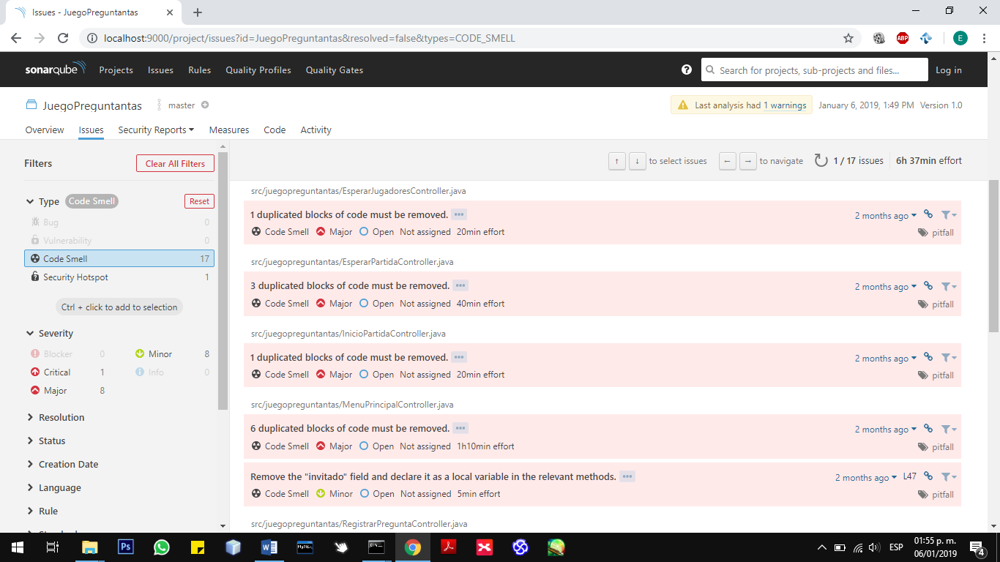 Issues - JuegoPreguntantas
localhost:9000/project/issues?id=JuegoPreguntantas&resolved=false&types=CODE_SMELL
ABP
E
sonarqube Projects Issues Rules Quality Profiles Quality Gates
Search for projects, sub-projects and files...
Log in
JuegoPreguntantas master
Last analysis had 1 warnings January 6, 2019, 1:49 PM Version 1.0
Overview Issues Security Reports Measures Code Activity
Filters Clear All Filters
↑ ↓ to select issues ← → to navigate 1 / 17 issues 6h 37min effort
Type Code Smell Reset
Bug 0
Vulnerability 0
Code Smell 17
Security Hotspot 1
Ctrl + click to add to selection
Severity
Blocker 0 Minor 8
Critical 1 Info 0
Major 8
Resolution
Status
Creation Date
Language
Rule
src/juegopreguntantas/EsperarJugadoresController.java
1 duplicated blocks of code must be removed. 2 months ago
Code Smell Major Open Not assigned 20min effort pitfall
src/juegopreguntantas/EsperarPartidaController.java
3 duplicated blocks of code must be removed. 2 months ago
Code Smell Major Open Not assigned 40min effort pitfall
src/juegopreguntantas/InicioPartidaController.java
1 duplicated blocks of code must be removed. 2 months ago
Code Smell Major Open Not assigned 20min effort pitfall
src/juegopreguntantas/MenuPrincipalController.java
6 duplicated blocks of code must be removed. 2 months ago
Code Smell Major Open Not assigned 1h10min effort pitfall
Remove the "invitado" field and declare it as a local variable in the relevant methods. 2 months ago L47
Code Smell Minor Open Not assigned 5min effort pitfall
src/juegopreguntantas/RegistrarPreguntaController.java
Ps
ESP
01:55 p. m.
06/01/2019
4